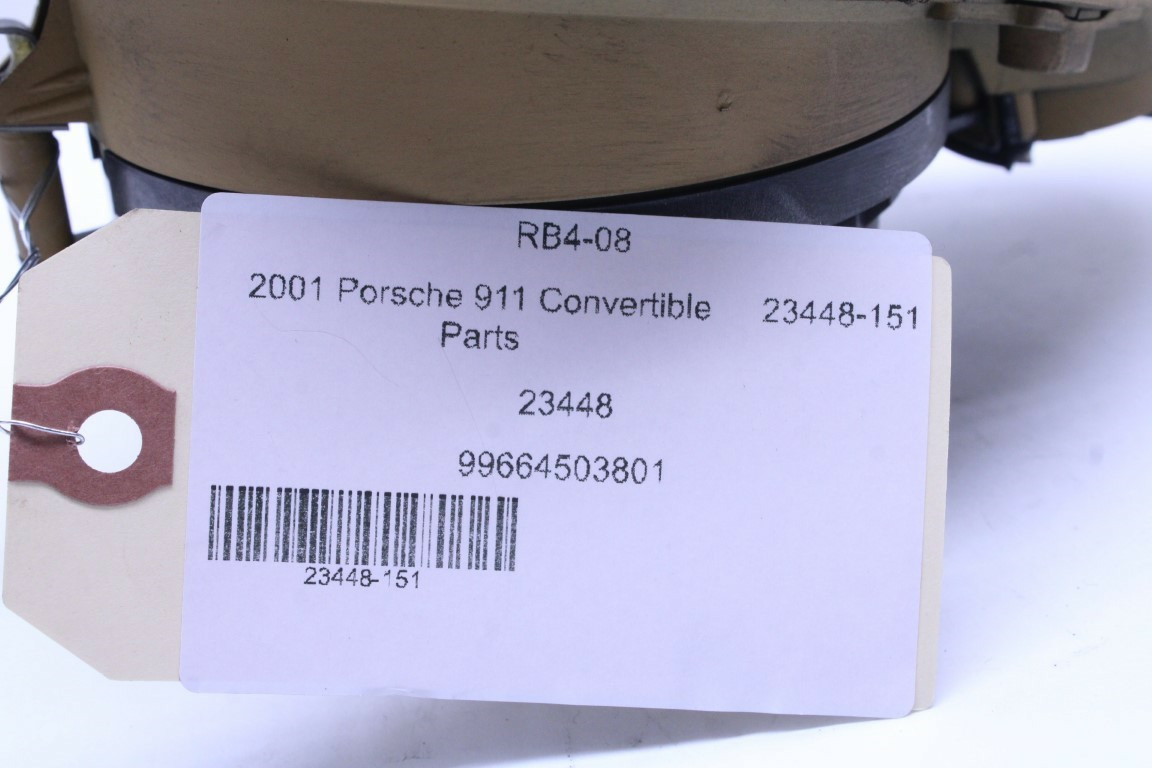 RB4-08
2001 Porsche 911 Convertible 23448-151
Parts
23448
99664503801
23448-151